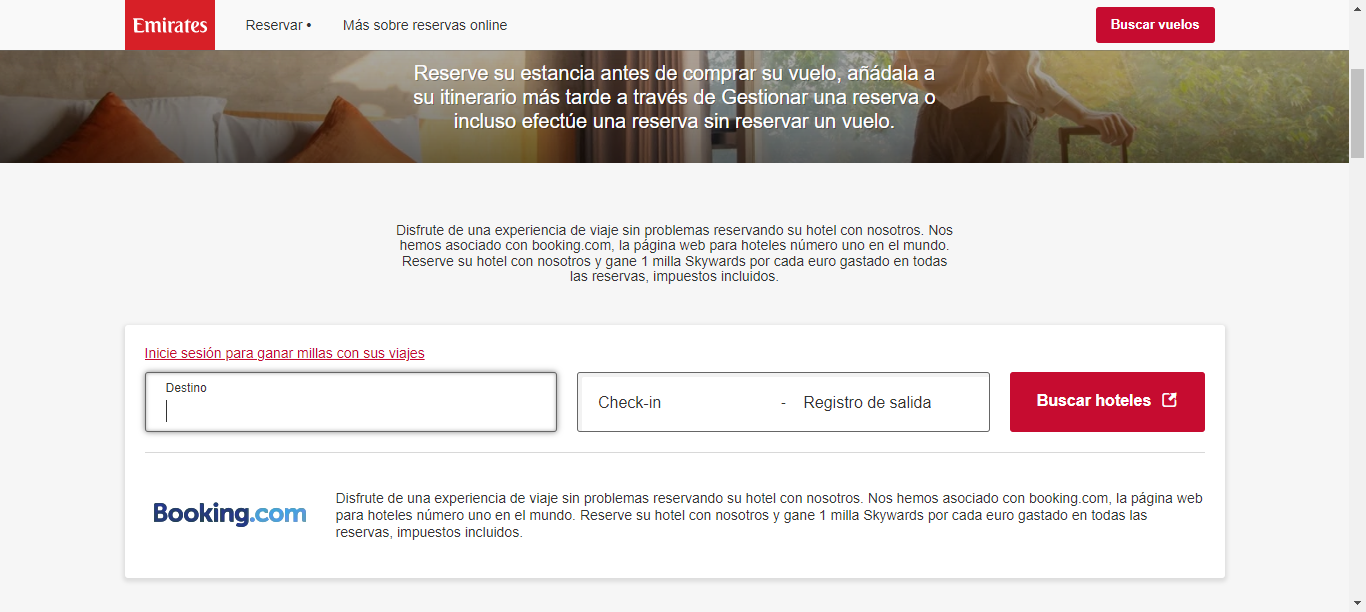 Emirates
Reservar •
Más sobre reservas online
Buscar vuelos
Reserve su estancia antes de comprar su vuelo, añádala a
su itinerario más tarde a través de Gestionar una reserva o
incluso efectúe una reserva sin reservar un vuelo.
Disfrute de una experiencia de viaje sin problemas reservando su hotel con nosotros. Nos
hemos asociado con booking.com, la página web para hoteles número uno en el mundo.
Reserve su hotel con nosotros y gane 1 milla Skywards por cada euro gastado en todas
las reservas, impuestos incluidos.
Inicie sesión para ganar millas con sus viajes
Destino
Check-in - Registro de salida
Buscar hoteles
Booking.com
Disfrute de una experiencia de viaje sin problemas reservando su hotel con nosotros. Nos hemos asociado con booking.com, la página web
para hoteles número uno en el mundo. Reserve su hotel con nosotros y gane 1 milla Skywards por cada euro gastado en todas las
reservas, impuestos incluidos.